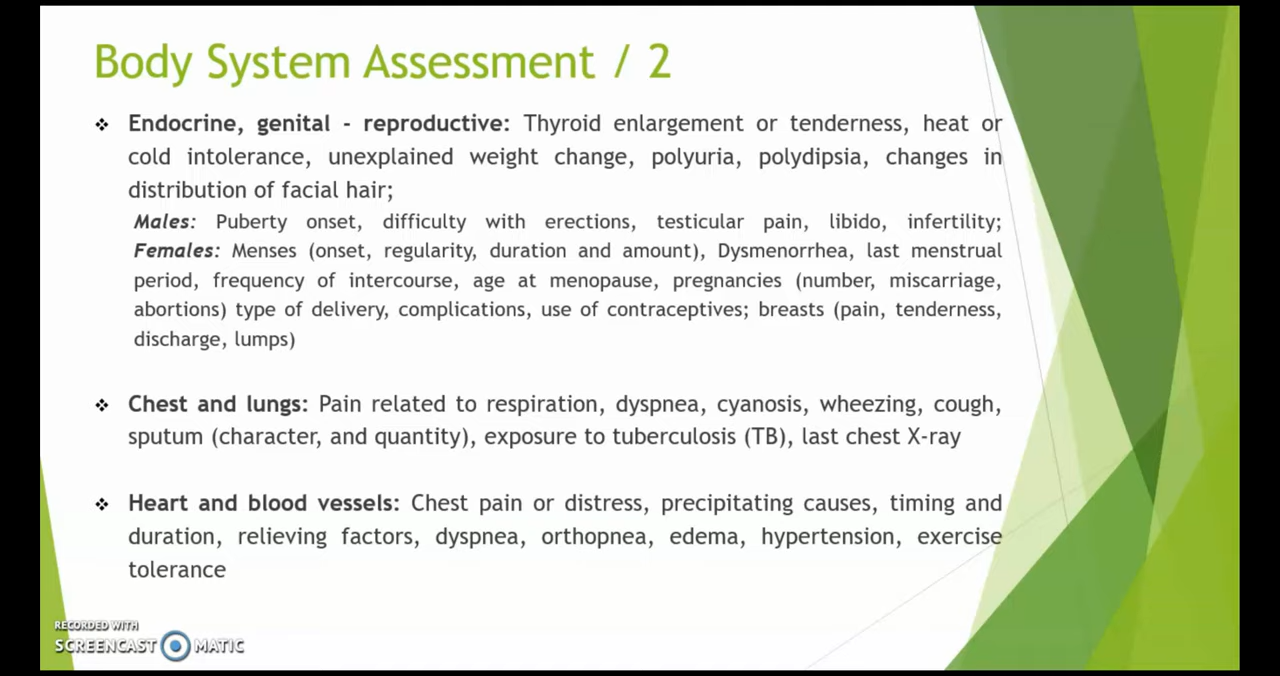 Body System Assessment / 2
❖ Endocrine, genital - reproductive: Thyroid enlargement or tenderness, heat or
cold intolerance, unexplained weight change, polyuria, polydipsia, changes in
distribution of facial hair;
Males: Puberty onset, difficulty with erections, testicular pain, libido, infertility;
Females: Menses (onset, regularity, duration and amount), Dysmenorrhea, last menstrual
period, frequency of intercourse, age at menopause, pregnancies (number, miscarriage,
abortions) type of delivery, complications, use of contraceptives; breasts (pain, tenderness,
discharge, lumps)
❖ Chest and lungs: Pain related to respiration, dyspnea, cyanosis, wheezing, cough,
sputum (character, and quantity), exposure to tuberculosis (TB), last chest X-ray
❖ Heart and blood vessels: Chest pain or distress, precipitating causes, timing and
duration, relieving factors, dyspnea, orthopnea, edema, hypertension, exercise
tolerance
RECORDED WITH
SCREENCAST MATIC